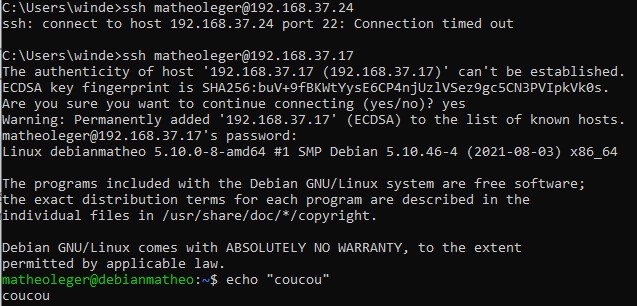 C:\Users\winde>ssh matheoleger@192.168.37.24
ssh: connect to host 192.168.37.24 port 22: Connection timed out
C:\Users\winde>ssh matheoleger@192.168.37.17
The authenticity of host '192.168.37.17 (192.168.37.17)' can't be established.
ECDSA key fingerprint is SHA256:buV+9fBKWtYysE6CP4njUzlVSez9gc5CN3PVIpkVk0s.
Are you sure you want to continue connecting (yes/no)? yes
Warning: Permanently added '192.168.37.17' (ECDSA) to the list of known hosts.
matheoleger@192.168.37.17's password:
Linux debianmatheo 5.10.0-8-amd64 #1 SMP Debian 5.10.46-4 (2021-08-03) x86_64
The programs included with the Debian GNU/Linux system are free software;
the exact distribution terms for each program are described in the
individual files in /usr/share/doc/*/copyright.
Debian GNU/Linux comes with ABSOLUTELY NO WARRANTY, to the extent
permitted by applicable law.
matheoleger@debianmatheo:~$ echo "coucou"
coucou